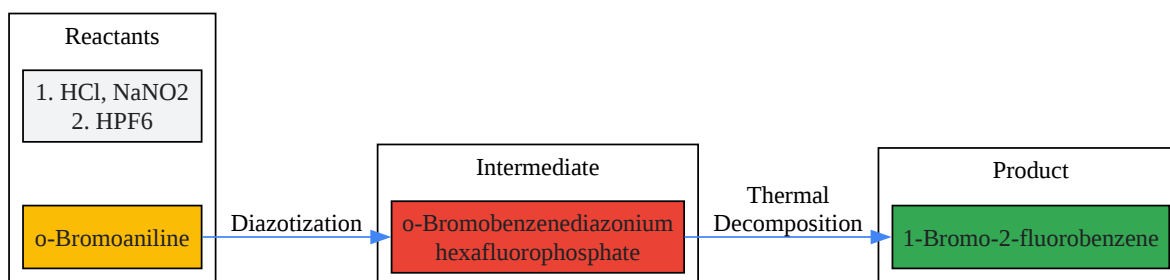 Reactants
1. HCl, NaNO2
2. HPF6
o-Bromoaniline
Diazotization
Intermediate
o-Bromobenzenediazonium
hexafluorophosphate
Thermal
Decomposition
Product
1-Bromo-2-fluorobenzene